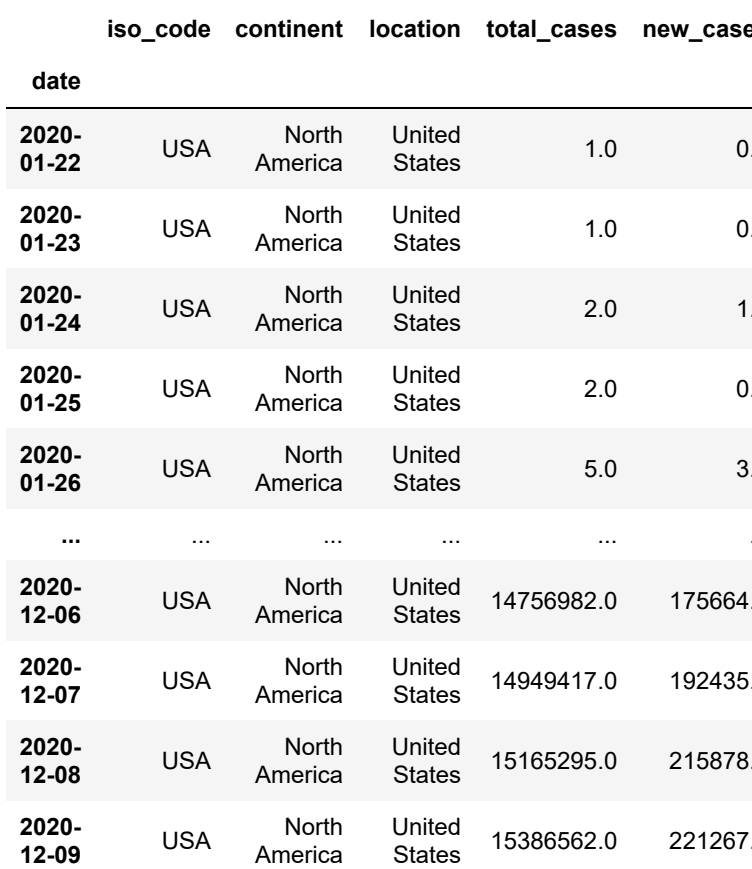 iso_code continent location total_cases new_case
date
2020-01-22 USA North America United States 1.0 0.
2020-01-23 USA North America United States 1.0 0.
2020-01-24 USA North America United States 2.0 1.
2020-01-25 USA North America United States 2.0 0.
2020-01-26 USA North America United States 5.0 3.
... ... ... ... ... .
2020-12-06 USA North America United States 14756982.0 175664.
2020-12-07 USA North America United States 14949417.0 192435.
2020-12-08 USA North America United States 15165295.0 215878.
2020-12-09 USA North America United States 15386562.0 221267.